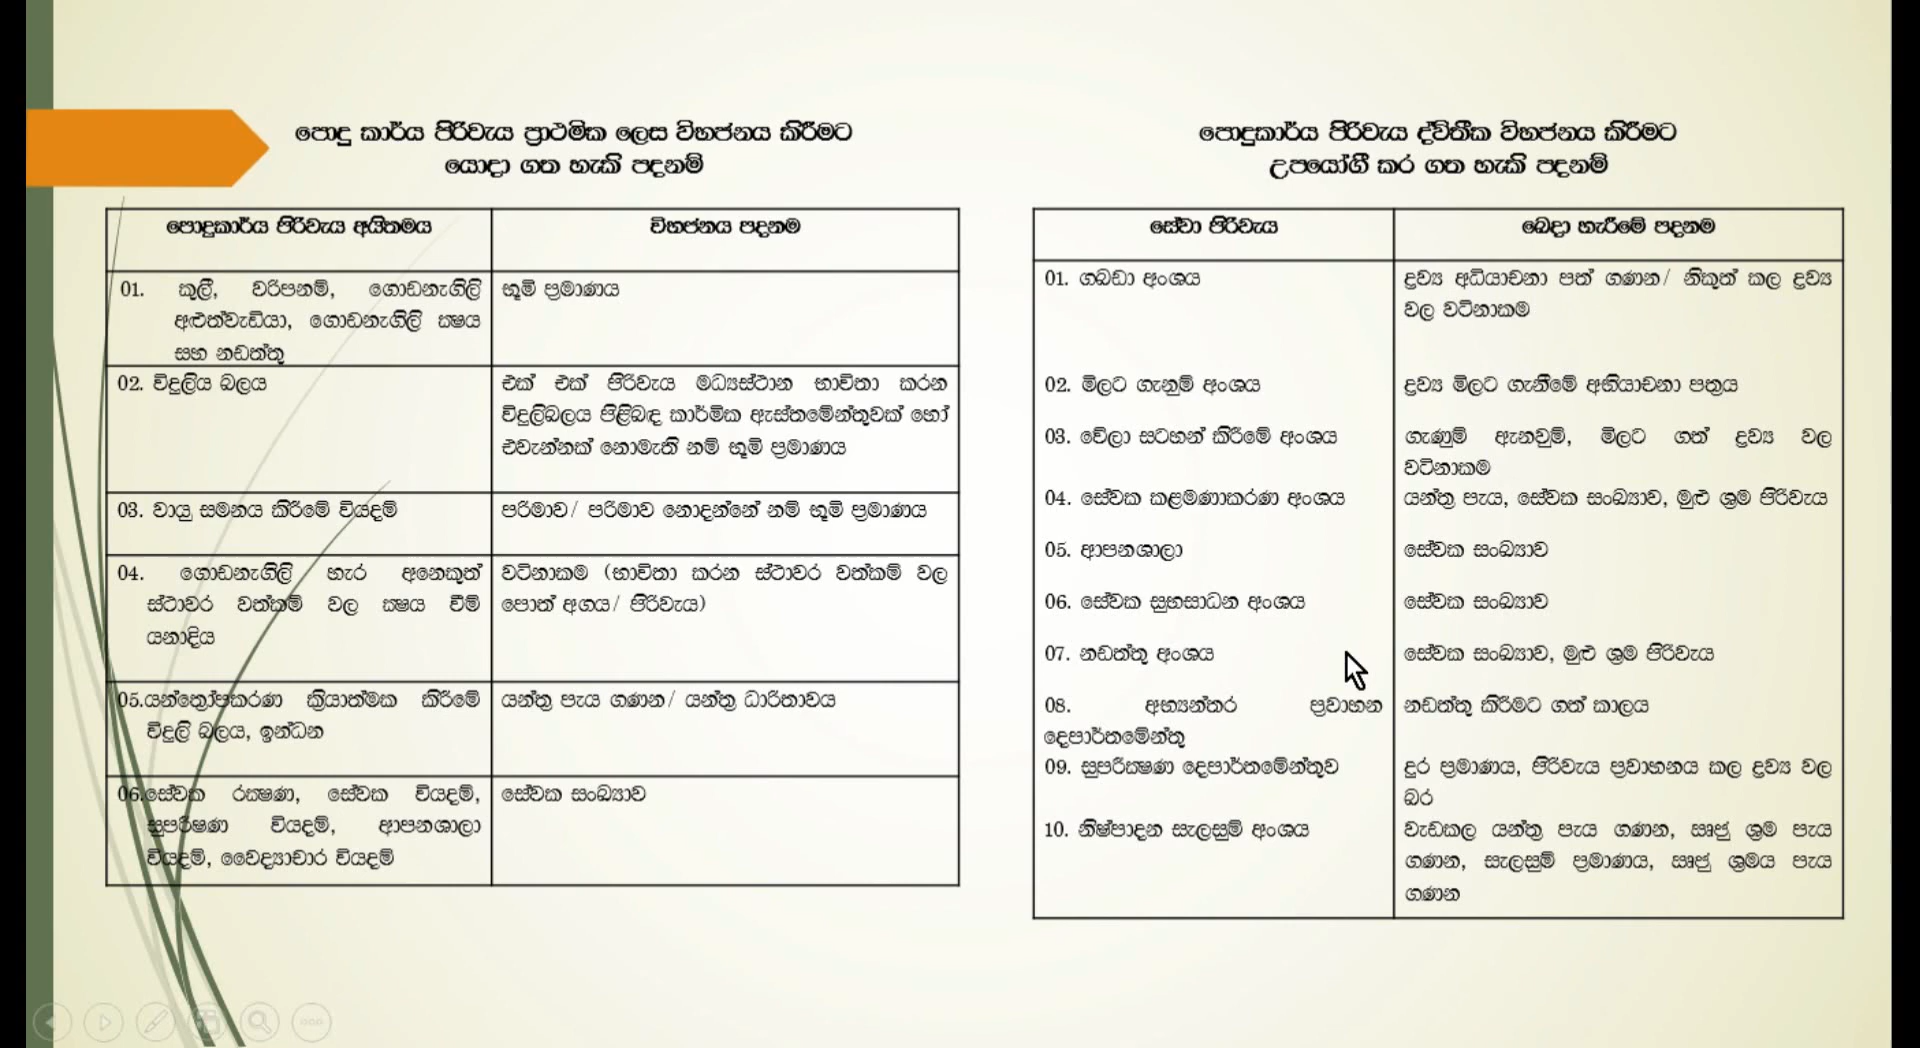 පොදු කාර්ය පිරිවැය ප්‍රාථමික ලෙස විභජනය කිරීමට
යොදා ගත හැකි පදනම්
පොදුකාර්ය පිරිවැය අයිතමය
විභජනය පදනම
01. කුලී, වරිපනම්, ගොඩනැගිලි
අළුත්වැඩියා, ගොඩනැගිලි ක්‍ෂය
සහ නඩත්තු
භූමි ප්‍රමාණය
02. විදුලිය බලය
එක් එක් පිරිවැය මධ්‍යස්ථාන භාවිතා කරන
විදුලිබලය පිළිබඳ කාර්මික ඇස්තමේන්තුවක් හෝ
එවැන්නක් නොමැති නම් භූමි ප්‍රමාණය
03. වායු සමනය කිරීමේ වියදම්
පරිමාව/ පරිමාව නොදන්නේ නම් භූමි ප්‍රමාණය
04. ගොඩනැගිලි හැර අනෙකුත්
ස්ථාවර වත්කම් වල ක්‍ෂය වීම්
යනාදිය
වටිනාකම (භාවිතා කරන ස්ථාවර වත්කම් වල
පොත් අගය/ පිරිවැය)
05.යන්ත්‍රෝපකරණ ක්‍රියාත්මක කිරීමේ
විදුලි බලය, ඉන්ධන
යන්ත්‍ර පැය ගණන/ යන්ත්‍ර ධාරිතාවය
06.සේවක රක්‍ෂණ, සේවක වියදම්,
සුපරීෂණ වියදම්, ආපනශාලා
වියදම්, වෛද්‍යාචාර වියදම්
සේවක සංඛ්‍යාව
පොදුකාර්ය පිරිවැය ද්විතීක විභජනය කිරීමට
උපයෝගී කර ගත හැකි පදනම්
සේවා පිරිවැය
බෙදා හැරීමේ පදනම
01. ගබඩා අංශය
ද්‍රව්‍ය අධියාචනා පත් ගණන/ නිකුත් කල ද්‍රව්‍ය
වල වටිනාකම
02. මිලට ගැනුම් අංශය
ද්‍රව්‍ය මිලට ගැනීමේ අභියාචනා පත්‍රය
03. වේලා සටහන් කිරීමේ අංශය
ගැණුම් ඇනවුම්, මිලට ගත් ද්‍රව්‍ය වල
වටිනාකම
04. සේවක කළමණාකරණ අංශය
යන්ත්‍ර පැය, සේවක සංඛ්‍යාව, මුළු ශ්‍රම පිරිවැය
05. ආපනශාලා
සේවක සංඛ්‍යාව
06. සේවක සුභසාධන අංශය
සේවක සංඛ්‍යාව
07. නඩත්තු අංශය
සේවක සංඛ්‍යාව, මුළු ශ්‍රම පිරිවැය
08. අභ්‍යන්තර ප්‍රවාහන
දෙපාර්තමේන්තු
නඩත්තු කිරීමට ගත් කාලය
09. සුපරීක්‍ෂණ දෙපාර්තමේන්තුව
දුර ප්‍රමාණය, පිරිවැය ප්‍රවාහනය කල ද්‍රව්‍ය වල
බර
10. නිෂ්පාදන සැලසුම් අංශය
වැඩකල යන්ත්‍ර පැය ගණන, ඍජු ශ්‍රම පැය
ගණන, සැලසුම් ප්‍රමාණය, ඍජු ශ්‍රමය පැය
ගණන